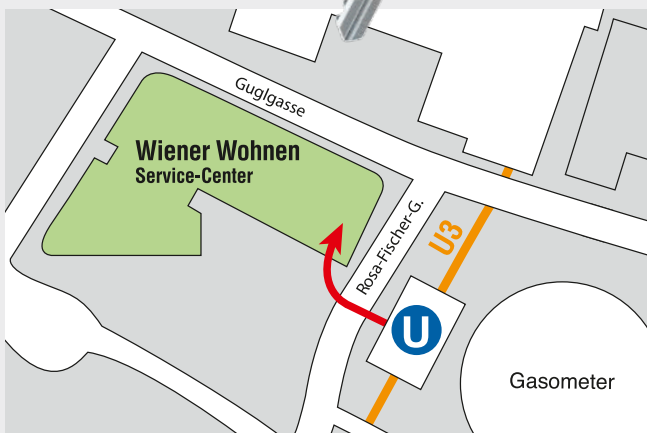 Guglgasse
Wiener Wohnen
Service-Center
Rosa-Fischer-G.
U3
U
Gasometer